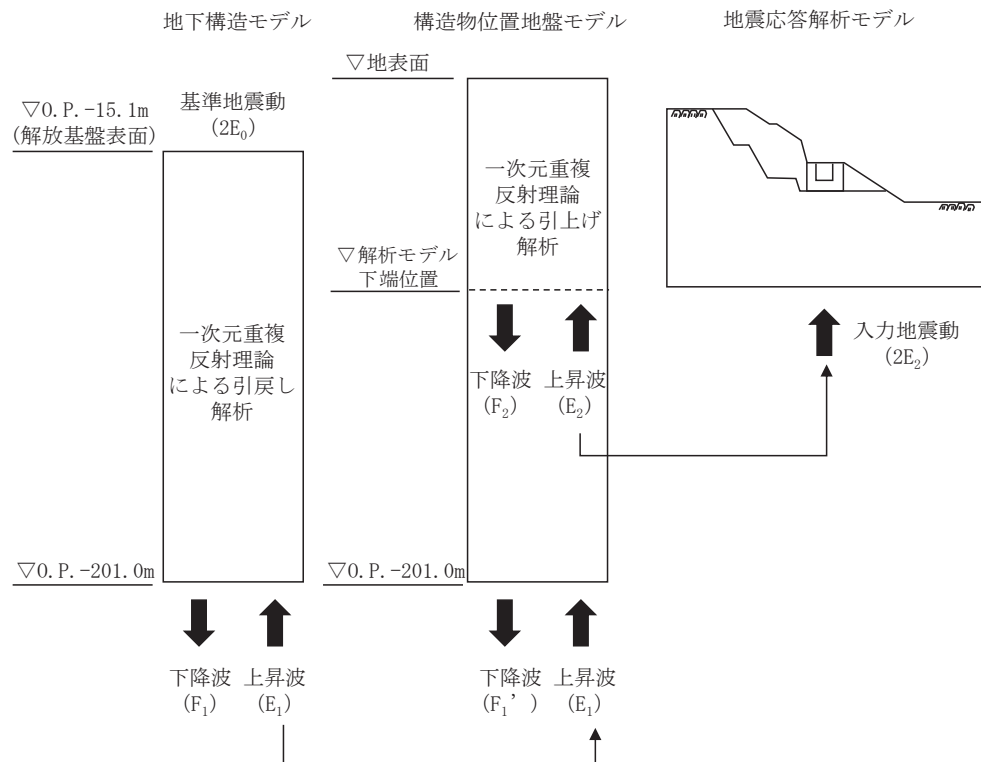 地下構造モデル
▽O.P.-15.1m
(解放基盤表面)
基準地震動
(2E₀)
一次元重複
反射理論
による引戻し
解析
▽O.P.-201.0m
下降波
(F₁)
上昇波
(E₁)
構造物位置地盤モデル
▽地表面
一次元重複
反射理論
による引上げ
解析
▽解析モデル
下端位置
下降波
(F₂)
上昇波
(E₂)
▽O.P.-201.0m
下降波
(F₁’)
上昇波
(E₁)
地震応答解析モデル
入力地震動
(2E₂)